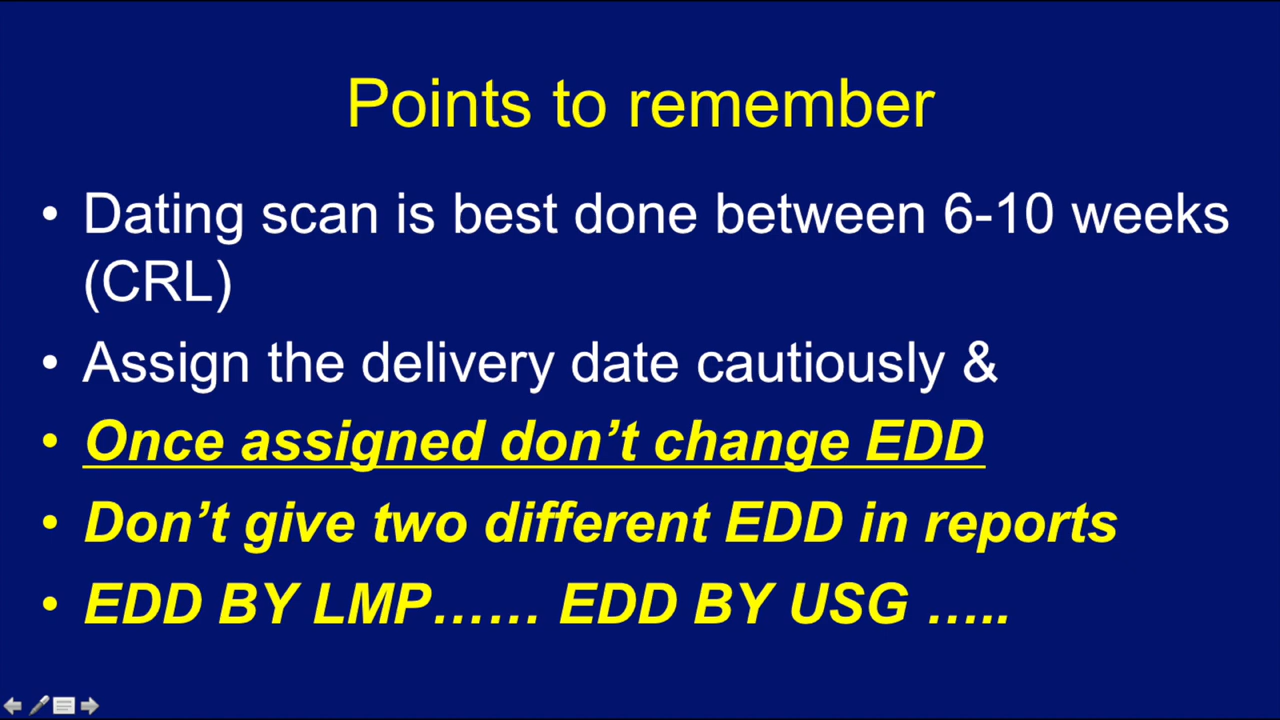 Points to remember
• Dating scan is best done between 6-10 weeks
(CRL)
• Assign the delivery date cautiously &
• Once assigned don’t change EDD
• Don’t give two different EDD in reports
• EDD BY LMP…… EDD BY USG …..